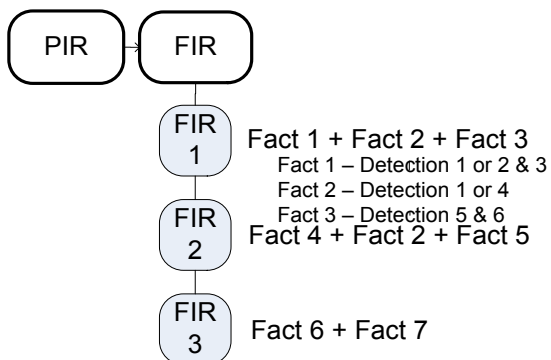 PIR
FIR
FIR
1
Fact 1 + Fact 2 + Fact 3
Fact 1 – Detection 1 or 2 & 3
Fact 2 – Detection 1 or 4
Fact 3 – Detection 5 & 6
FIR
2
Fact 4 + Fact 2 + Fact 5
FIR
3
Fact 6 + Fact 7